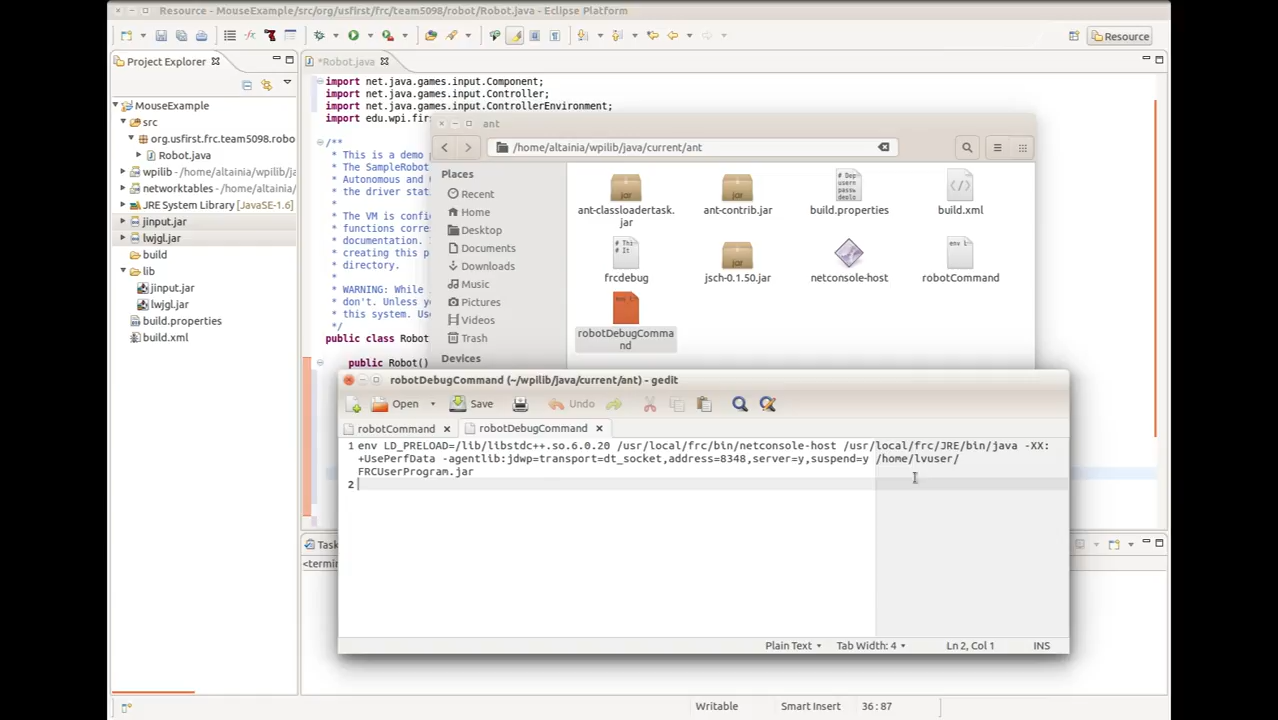 Resource - MouseExample/src/org/usfirst/frc/team5098/robot/Robot.java - Eclipse Platform
Resource
Project Explorer
*Robot.java
MouseExample
src
org.usfirst.frc.team5098.robo
Robot.java
wpilib - /home/altainia/wpilib/ja
networktables - /home/altainia/
JRE System Library [JavaSE-1.6]
jinput.jar
lwjgl.jar
build
lib
jinput.jar
lwjgl.jar
build.properties
build.xml
import net.java.games.input.Component;
import net.java.games.input.Controller;
import net.java.games.input.ControllerEnvironment;
import edu.wpi.firs
/**
* This is a demo p
* The SampleRobot
* Autonomous and
* the driver stati
*
* The VM is config
* functions corres
* documentation.
* creating this p
* directory.
*
* WARNING: While
* don't. Unless y
* this system. Use
*/
public class Robot
public Robot()
ant
/home/altainia/wpilib/java/current/ant
Places
Recent
Home
Desktop
Documents
Downloads
Music
Pictures
Videos
Trash
Devices
ant-classloadertask.
jar
ant-contrib.jar
build.properties
build.xml
frcdebug
jsch-0.1.50.jar
netconsole-host
robotCommand
robotDebugComma
nd
robotDebugCommand (~/wpilib/java/current/ant) - gedit
Open
Save
Undo
robotCommand
robotDebugCommand
1 env LD_PRELOAD=/lib/libstdc++.so.6.0.20 /usr/local/frc/bin/netconsole-host /usr/local/frc/JRE/bin/java -XX:
+UsePerfData -agentlib:jdwp=transport=dt_socket,address=8348,server=y,suspend=y /home/lvuser/
FRCUserProgram.jar
2
Plain Text
Tab Width: 4
Ln 2, Col 1
INS
Task
<termin
Writable
Smart Insert
36 : 87